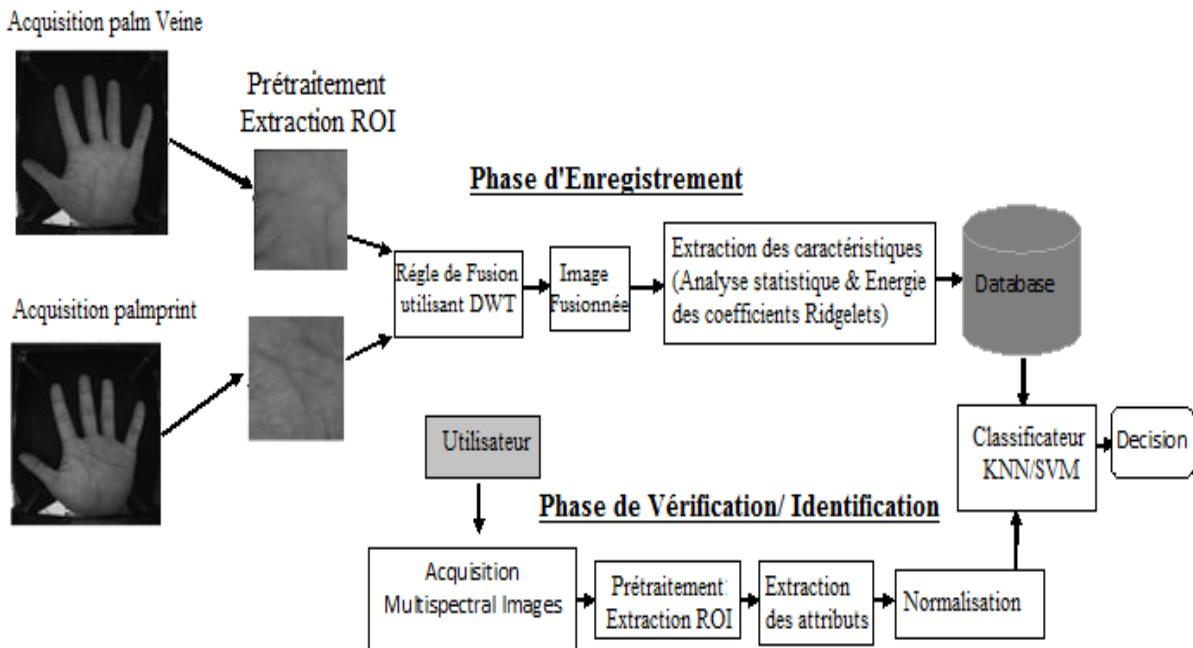 Acquisition palm Veine
Prétraitement
Extraction ROI
Phase d'Enregistrement
Régle de Fusion
utilisant DWT
Image
Fusionnée
Extraction des caractéristiques
(Analyse statistique & Energie
des coefficients Ridgelets)
Database
Acquisition palmprint
Utilisateur
Classificateur
KNN/SVM
Decision
Phase de Vérification/ Identification
Acquisition
Multispectral Images
Prétraitement:
Extraction ROI
Extraction
des attributs
Normalisation